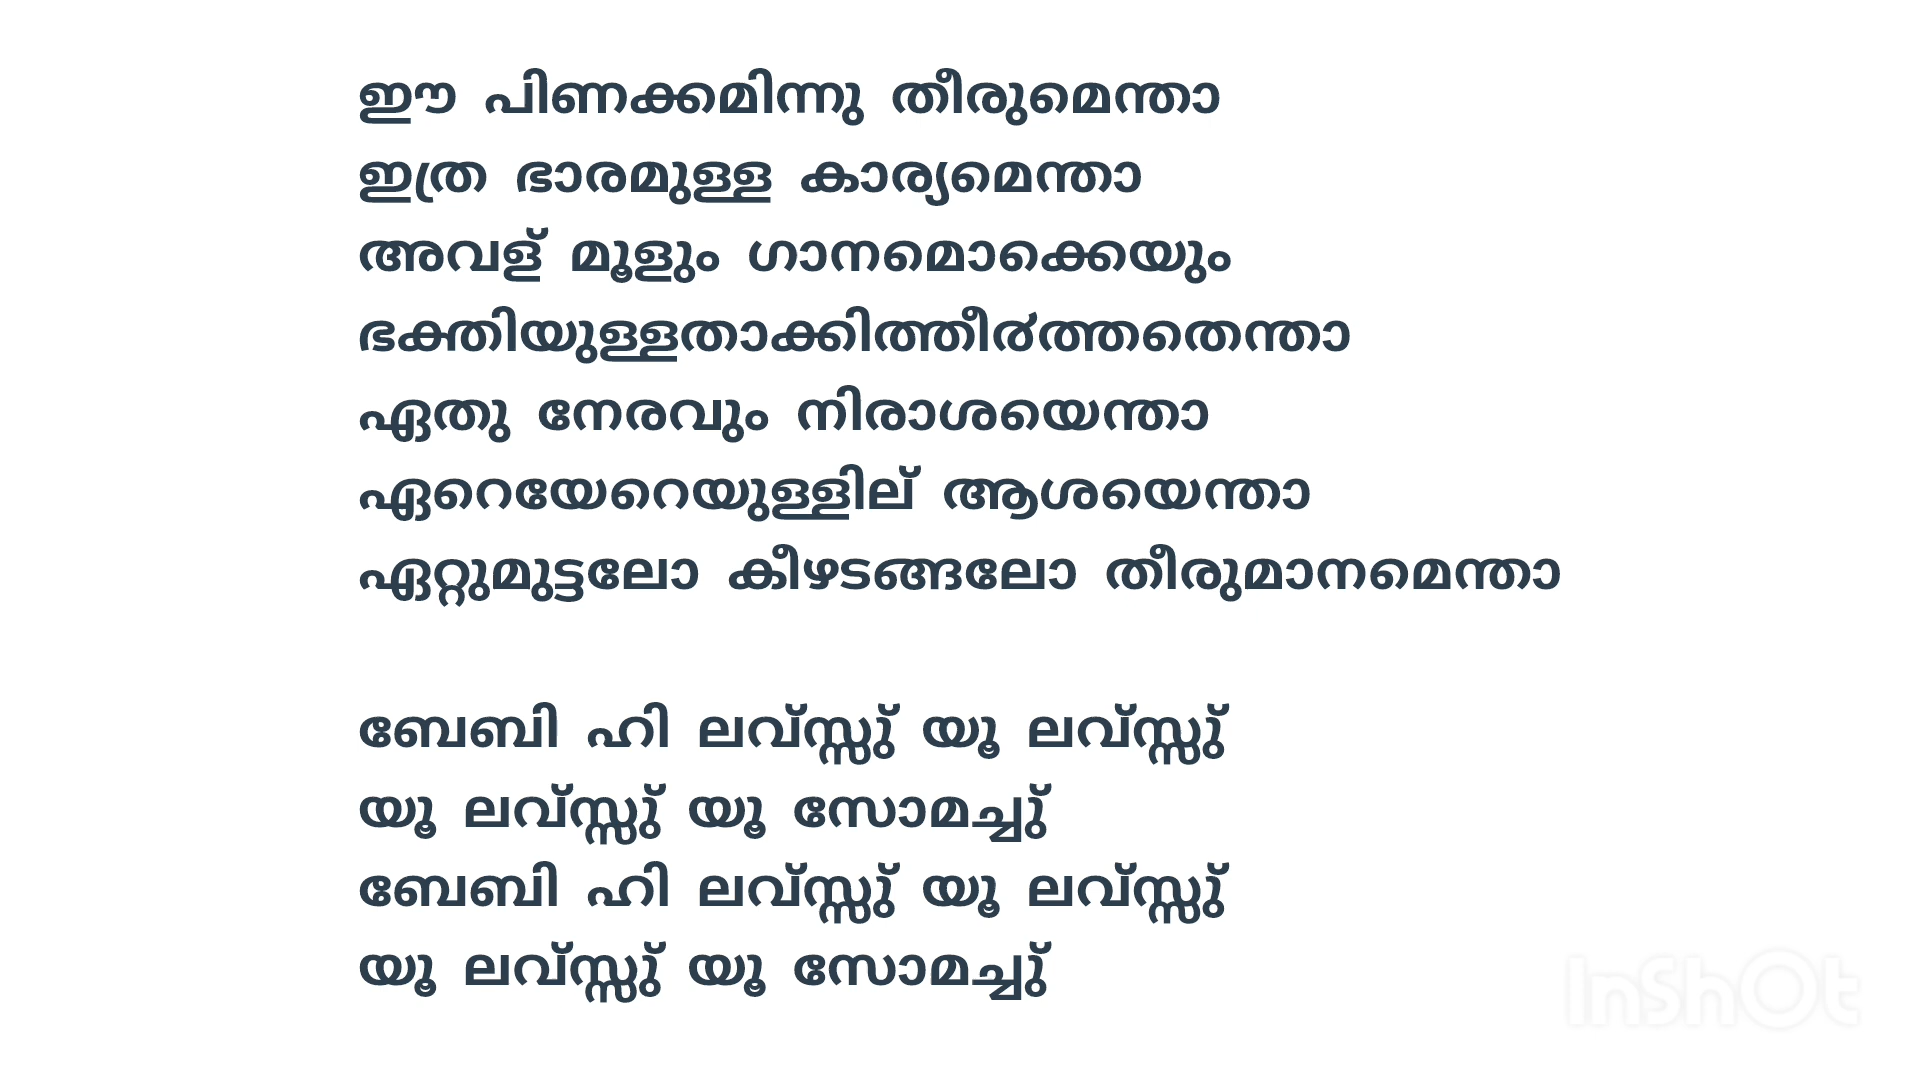 ഈ പിണക്കമിന്നു തീരുമെന്താ
ഇത്ര ഭാരമുള്ള കാര്യമെന്താ
അവള് മൂളും ഗാനമൊക്കെയും
ഭക്തിയുള്ളതാക്കിത്തീർത്തതെന്താ
ഏതു നേരവും നിരാശയെന്താ
ഏറെയേറെയുള്ളില് ആശയെന്താ
ഏറ്റുമുട്ടലോ കീഴടങ്ങലോ തീരുമാനമെന്താ
ബേബി ഹി ലവ്സ്സു് യൂ ലവ്സ്സു്
യൂ ലവ്സ്സു് യൂ സോമച്ചു്
ബേബി ഹി ലവ്സ്സു് യൂ ലവ്സ്സു്
യൂ ലവ്സ്സു് യൂ സോമച്ചു്
InShOt